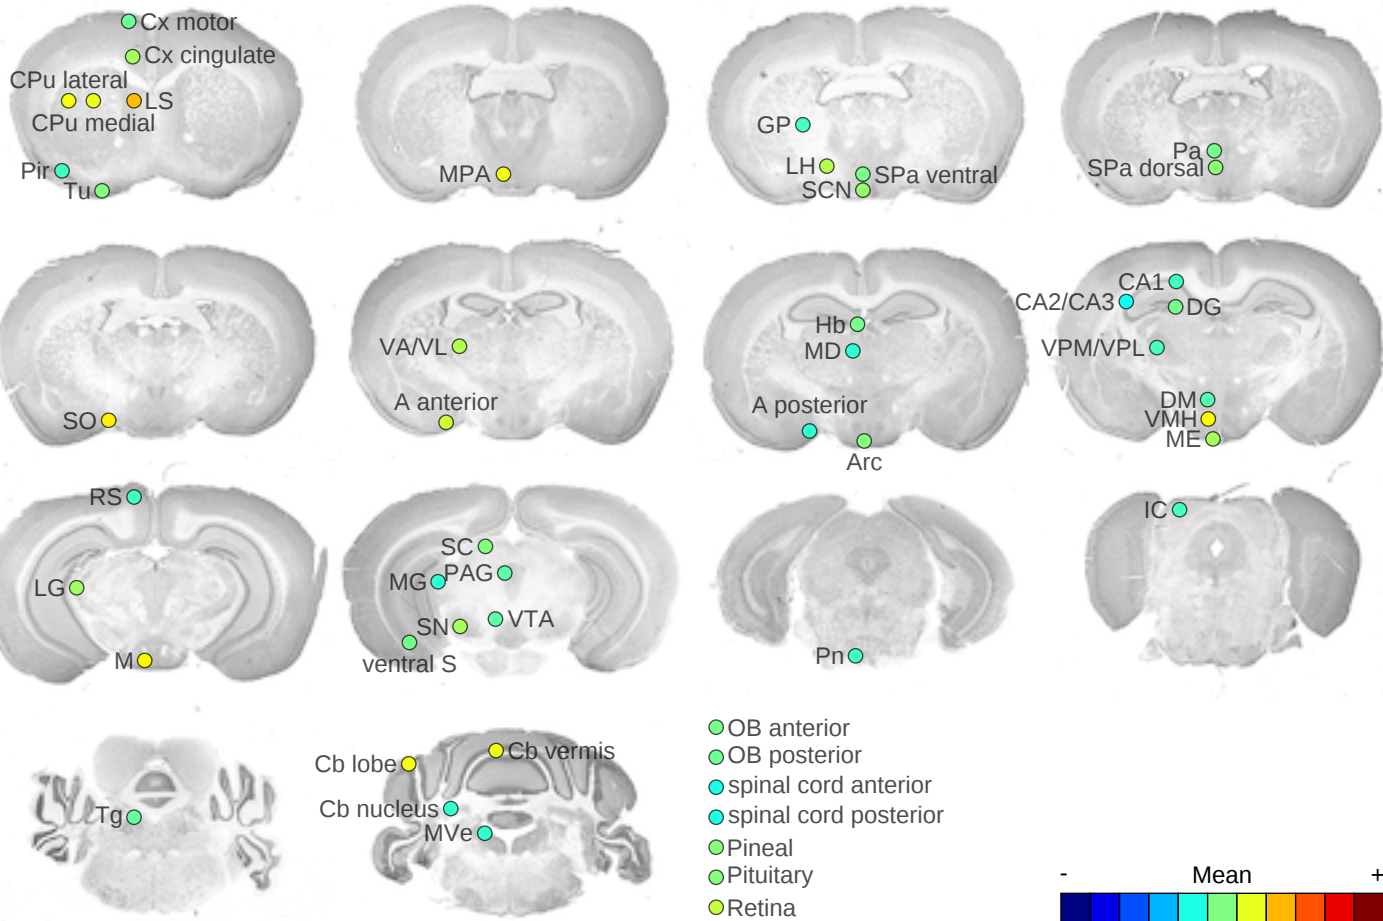 Cx motor
Cx cingulate
CPu lateral
LS
CPu medial
Pir
Tu
MPA
GP
LH
SPa ventral
SCN
Pa
SPa dorsal
SO
VA/VL
A anterior
Hb
MD
A posterior
Arc
CA1
CA2/CA3
DG
VPM/VPL
DM
VMH
ME
RS
LG
M
SC
MG
PAG
SN
VTA
ventral S
Pn
IC
Tg
Cb lobe
Cb vermis
Cb nucleus
MVe
OB anterior
OB posterior
spinal cord anterior
spinal cord posterior
Pineal
Pituitary
Retina
- Mean +